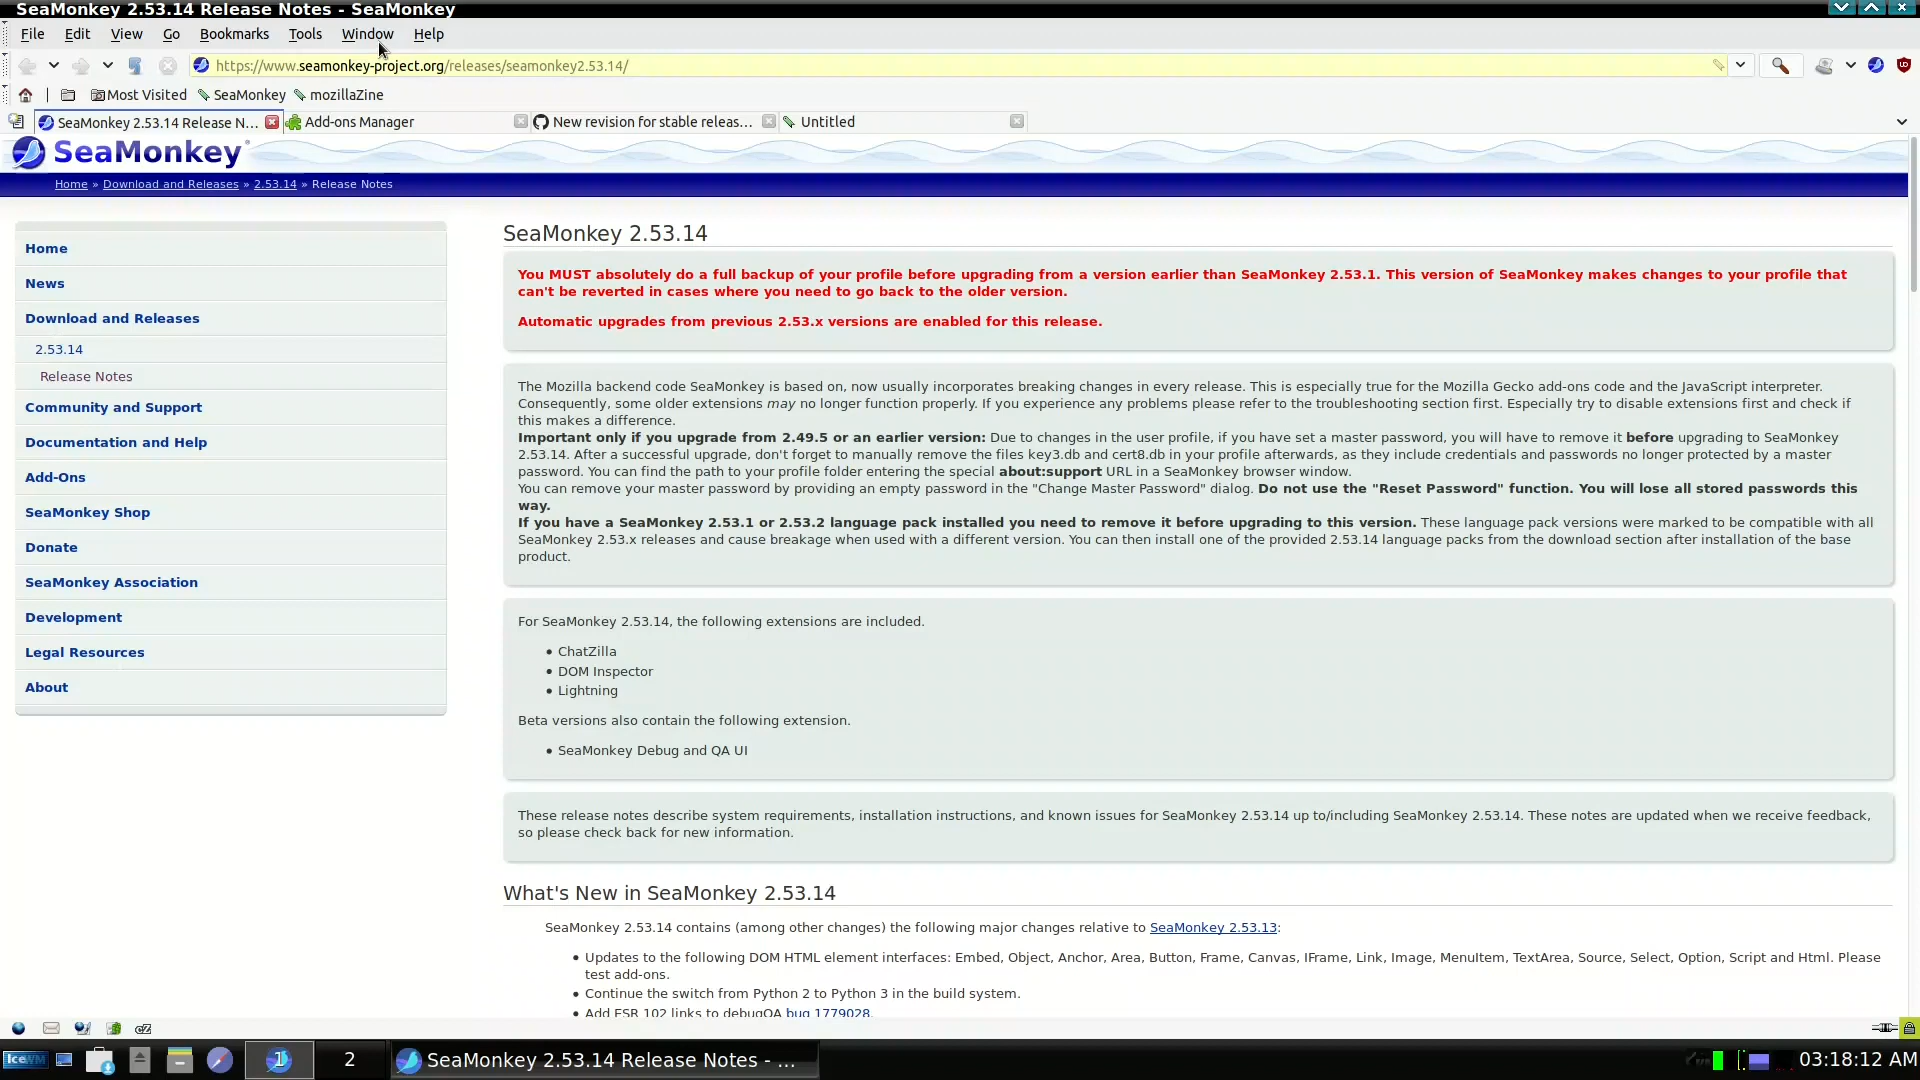 SeaMonkey 2.53.14 Release Notes - SeaMonkey
File Edit View Go Bookmarks Tools Window Help
https://www.seamonkey-project.org/releases/seamonkey2.53.14/
Most Visited SeaMonkey mozillaZine
SeaMonkey 2.53.14 Release N... Add-ons Manager New revision for stable releas... Untitled
SeaMonkey
Home » Download and Releases » 2.53.14 » Release Notes
Home
News
Download and Releases
2.53.14
Release Notes
Community and Support
Documentation and Help
Add-Ons
SeaMonkey Shop
Donate
SeaMonkey Association
Development
Legal Resources
About
SeaMonkey 2.53.14
You MUST absolutely do a full backup of your profile before upgrading from a version earlier than SeaMonkey 2.53.1. This version of SeaMonkey makes changes to your profile that
can't be reverted in cases where you need to go back to the older version.
Automatic upgrades from previous 2.53.x versions are enabled for this release.
The Mozilla backend code SeaMonkey is based on, now usually incorporates breaking changes in every release. This is especially true for the Mozilla Gecko add-ons code and the JavaScript interpreter.
Consequently, some older extensions may no longer function properly. If you experience any problems please refer to the troubleshooting section first. Especially try to disable extensions first and check if
this makes a difference.
Important only if you upgrade from 2.49.5 or an earlier version: Due to changes in the user profile, if you have set a master password, you will have to remove it before upgrading to SeaMonkey
2.53.14. After a successful upgrade, don't forget to manually remove the files key3.db and cert8.db in your profile afterwards, as they include credentials and passwords no longer protected by a master
password. You can find the path to your profile folder entering the special about:support URL in a SeaMonkey browser window.
You can remove your master password by providing an empty password in the "Change Master Password" dialog. Do not use the "Reset Password" function. You will lose all stored passwords this
way.
If you have a SeaMonkey 2.53.1 or 2.53.2 language pack installed you need to remove it before upgrading to this version. These language pack versions were marked to be compatible with all
SeaMonkey 2.53.x releases and cause breakage when used with a different version. You can then install one of the provided 2.53.14 language packs from the download section after installation of the base
product.
For SeaMonkey 2.53.14, the following extensions are included.
• ChatZilla
• DOM Inspector
• Lightning
Beta versions also contain the following extension.
• SeaMonkey Debug and QA UI
These release notes describe system requirements, installation instructions, and known issues for SeaMonkey 2.53.14 up to/including SeaMonkey 2.53.14. These notes are updated when we receive feedback,
so please check back for new information.
What's New in SeaMonkey 2.53.14
SeaMonkey 2.53.14 contains (among other changes) the following major changes relative to SeaMonkey 2.53.13:
• Updates to the following DOM HTML element interfaces: Embed, Object, Anchor, Area, Button, Frame, Canvas, IFrame, Link, Image, MenuItem, TextArea, Source, Select, Option, Script and Html. Please
test add-ons.
• Continue the switch from Python 2 to Python 3 in the build system.
• Add ESR 102 links to debugQA bug 1779028.
cZ
IceWM 1 2 SeaMonkey 2.53.14 Release Notes - ... 03:18:12 AM